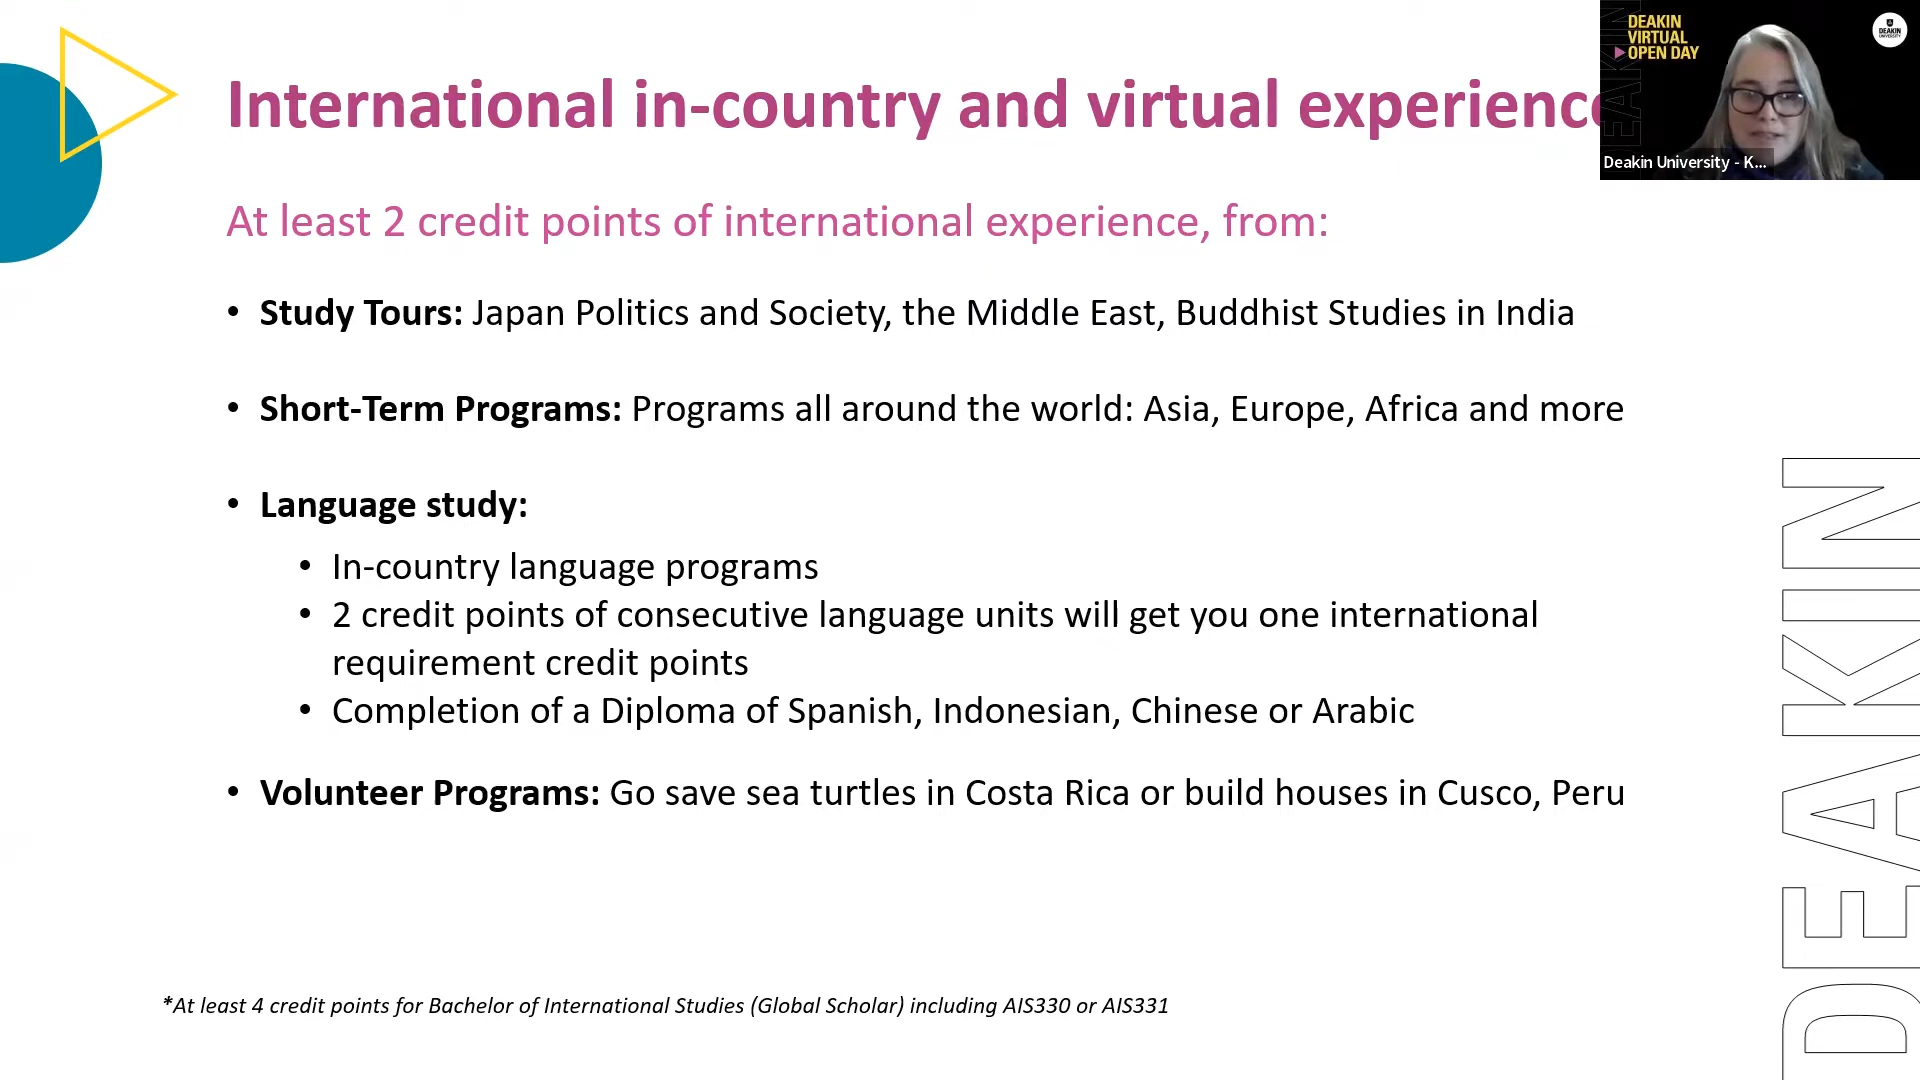 International in-country and virtual experience
DEAKIN
VIRTUAL
OPEN DAY
DEAKIN
UNIVERSITY
Deakin University - K...
At least 2 credit points of international experience, from:
• Study Tours: Japan Politics and Society, the Middle East, Buddhist Studies in India
• Short-Term Programs: Programs all around the world: Asia, Europe, Africa and more
• Language study:
• In-country language programs
• 2 credit points of consecutive language units will get you one international
requirement credit points
• Completion of a Diploma of Spanish, Indonesian, Chinese or Arabic
• Volunteer Programs: Go save sea turtles in Costa Rica or build houses in Cusco, Peru
*At least 4 credit points for Bachelor of International Studies (Global Scholar) including AIS330 or AIS331
DEAKIN